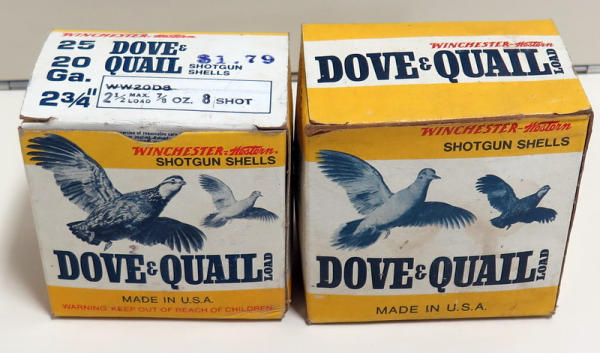 25
20
Ga.
2¾"
DOVE &
QUAIL
$1.79
SHOTGUN
SHELLS
WW20D8
2½ MAX. LOAD ⅞ OZ. 8 SHOT
WINCHESTER-Western.
SHOTGUN SHELLS
DOVE & QUAIL LOAD
MADE IN U.S.A.
WARNING: KEEP OUT OF REACH OF CHILDREN
WINCHESTER-Western
DOVE & QUAIL LOAD
WINCHESTER-Western
SHOTGUN SHELLS
DOVE & QUAIL LOAD
MADE IN U.S.A.